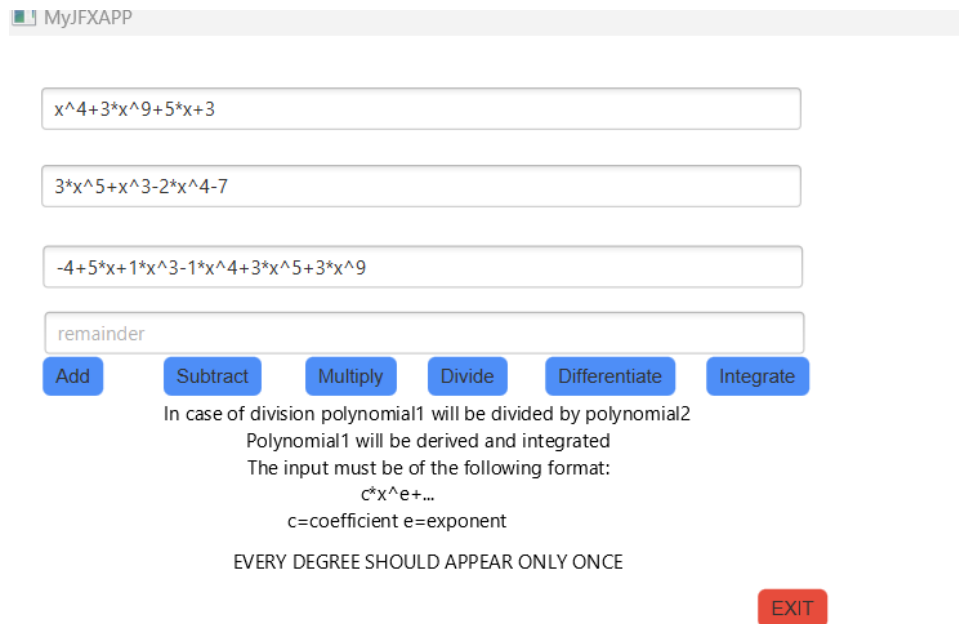 MyJFXAPP
x^4+3*x^9+5*x+3
3*x^5+x^3-2*x^4-7
-4+5*x+1*x^3-1*x^4+3*x^5+3*x^9
remainder
Add Subtract Multiply Divide Differentiate Integrate
In case of division polynomial1 will be divided by polynomial2
Polynomial1 will be derived and integrated
The input must be of the following format:
c*x^e+...
c=coefficient e=exponent
EVERY DEGREE SHOULD APPEAR ONLY ONCE
EXIT